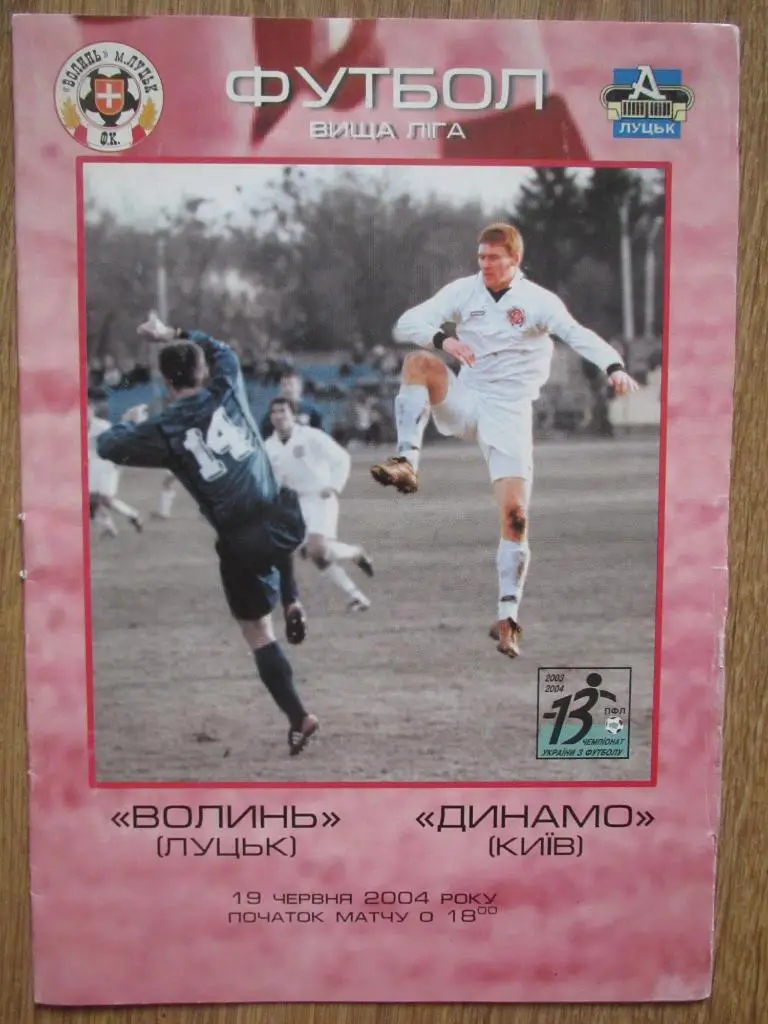 «ВОЛИНЬ» М.ЛУЦЬК
Ф.К.
ФУТБОЛ
ВИЩА ЛІГА
Д
ЛУЦЬК
14
2003
2004
-13
ПФЛ
ЧЕМПІОНАТ
УКРАЇНИ З ФУТБОЛУ
«ВОЛИНЬ» «ДИНАМО»
(ЛУЦЬК) (КИЇВ)
19 ЧЕРВНЯ 2004 РОКУ
ПОЧАТОК МАТЧУ О 18⁰⁰